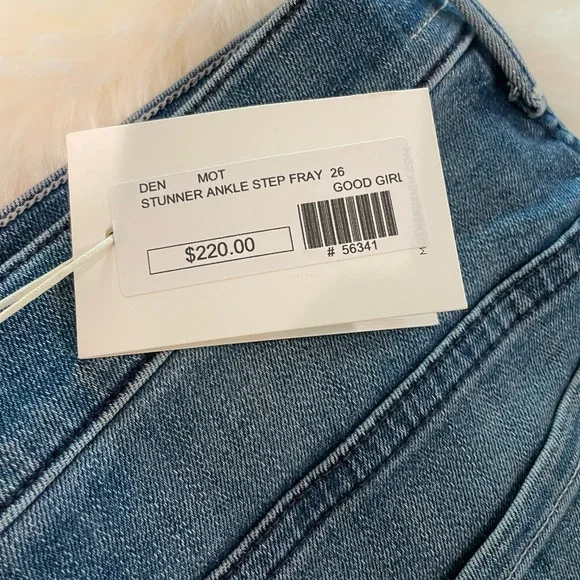 DEN MOT
STUNNER ANKLE STEP FRAY 26
GOOD GIRL
$220.00
# 56341